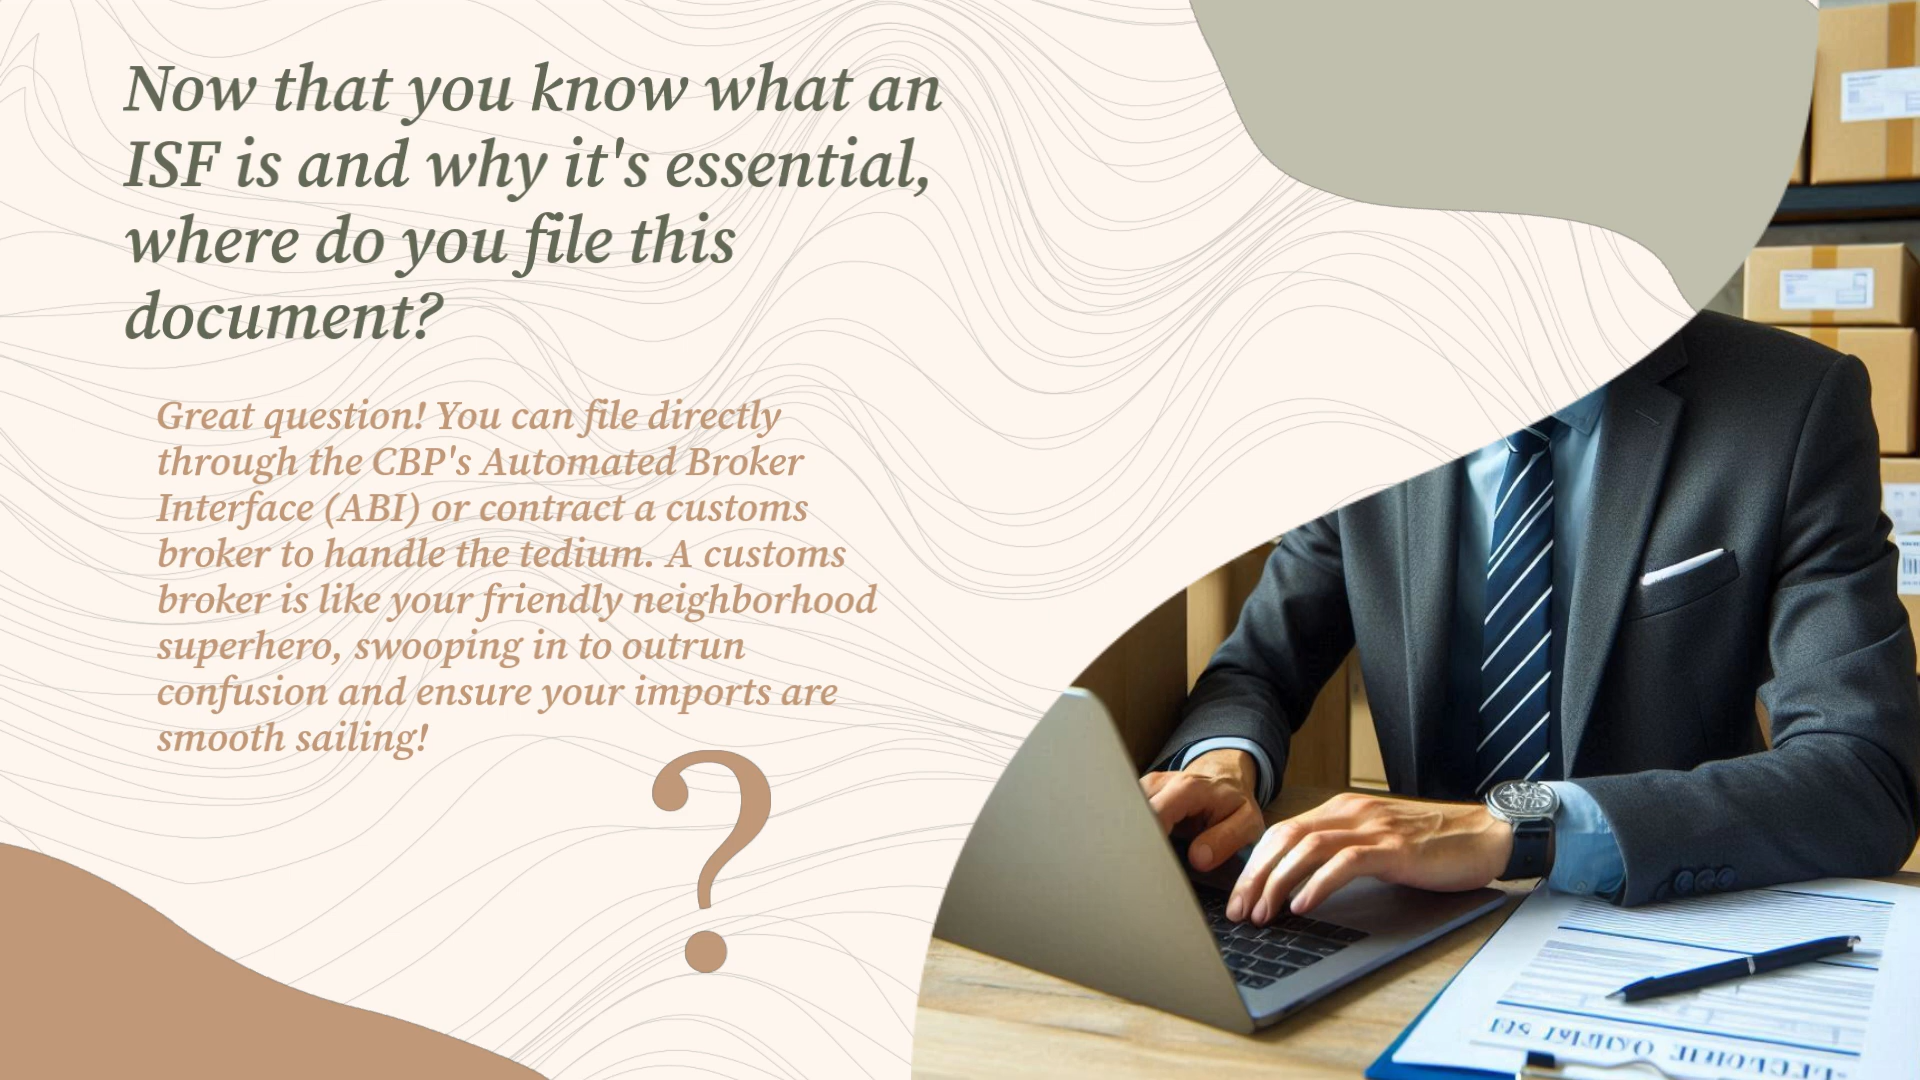 Now that you know what an
ISF is and why it's essential,
where do you file this
document?
Great question! You can file directly
through the CBP's Automated Broker
Interface (ABI) or contract a customs
broker to handle the tedium. A customs
broker is like your friendly neighborhood
superhero, swooping in to outrun
confusion and ensure your imports are
smooth sailing!
?